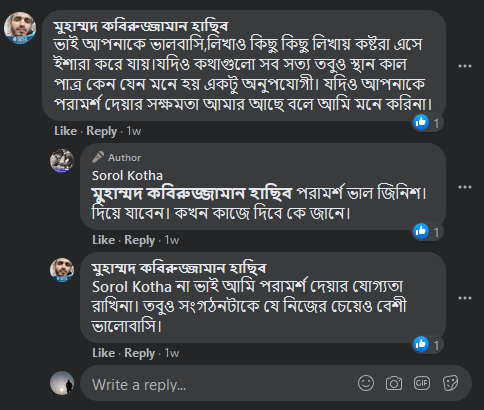 মুহাম্মদ কবিরুজ্জামান হাছিব
ভাই আপনাকে ভালবাসি,লিখাও কিছু কিছু লিখায় কষ্টরা এসে
ইশারা করে যায়।যদিও কথাগুলো সব সত্য তবুও স্থান কাল
পাত্র কেন যেন মনে হয় একটু অনুপযোগী। যদিও আপনাকে
পরামর্শ দেয়ার সক্ষমতা আমার আছে বলে আমি মনে করিনা।
1
Like · Reply · 1w
Author
Sorol Kotha
মুহাম্মদ কবিরুজ্জামান হাছিব পরামর্শ ভাল জিনিশ।
দিয়ে যাবেন। কখন কাজে দিবে কে জানে।
1
Like · Reply · 1w
মুহাম্মদ কবিরুজ্জামান হাছিব
Sorol Kotha না ভাই আমি পরামর্শ দেয়ার যোগ্যতা
রাখিনা। তবুও সংগঠনটাকে যে নিজের চেয়েও বেশী
ভালোবাসি।
1
Like · Reply · 1w
Write a reply...
GIF